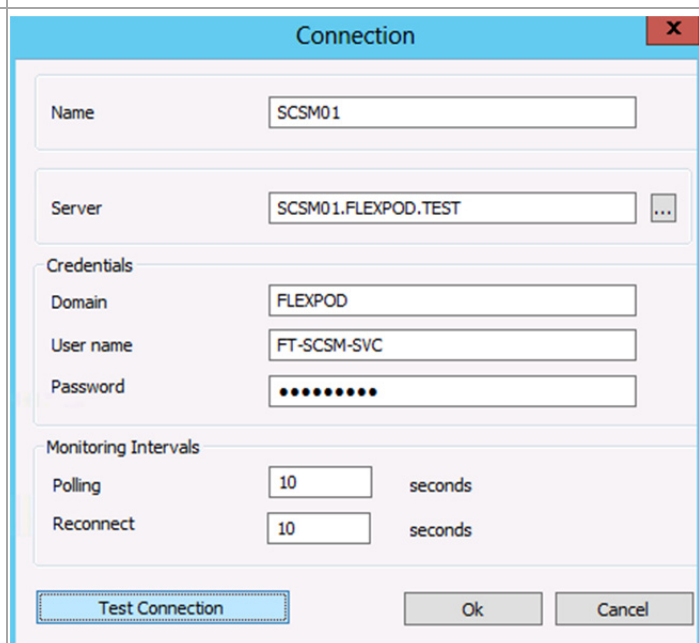 Connection
x
Name SCSM01
Server SCSM01.FLEXPOD.TEST ...
Credentials
Domain FLEXPOD
User name FT-SCSM-SVC
Password ●●●●●●●●●
Monitoring Intervals
Polling 10 seconds
Reconnect 10 seconds
Test Connection Ok Cancel